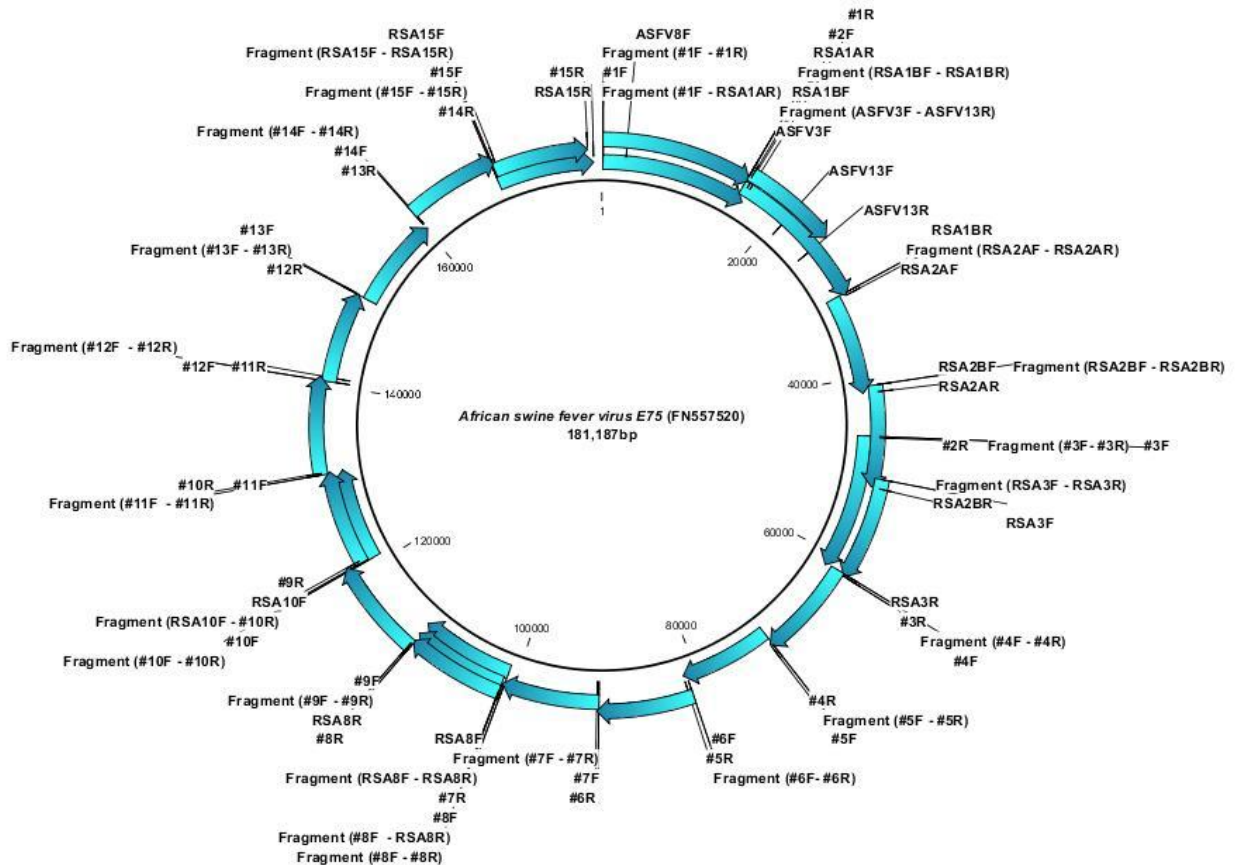 #1R
RSA15F
ASFV8F
#2F
Fragment (RSA15F - RSA15R)
Fragment (#1F - #1R)
RSA1AR
#15F
#15R
#1F
Fragment (RSA1BF - RSA1BR)
Fragment (#15F - #15R)
RSA15R
Fragment (#1F - RSA1AR)
RSA1BF
#14R
Fragment (ASFV3F - ASFV13R)
Fragment (#14F - #14R)
ASFV3F
#14F
#13R
ASFV13F
1
ASFV13R
#13F
RSA1BR
Fragment (#13F - #13R)
20000
Fragment (RSA2AF - RSA2AR)
#12R
160000
RSA2AF
Fragment (#12F - #12R)
#12F
#11R
RSA2BF
Fragment (RSA2BF - RSA2BR)
40000
RSA2AR
140000
African swine fever virus E75 (FN557520)
181,187bp
#2R
Fragment (#3F - #3R)
#3F
#10R
#11F
Fragment (RSA3F - RSA3R)
Fragment (#11F - #11R)
RSA2BR
RSA3F
60000
120000
#9R
RSA10F
RSA3R
Fragment (RSA10F - #10R)
#3R
#10F
Fragment (#4F - #4R)
Fragment (#10F - #10R)
#4F
100000
80000
#9F
Fragment (#9F - #9R)
#4R
RSA8R
Fragment (#5F - #5R)
#8R
RSA8F
#6F
#5F
Fragment (#7F - #7R)
#5R
Fragment (RSA8F - RSA8R)
#7F
Fragment (#6F- #6R)
#7R
#6R
#8F
Fragment (#8F - RSA8R)
Fragment (#8F - #8R)